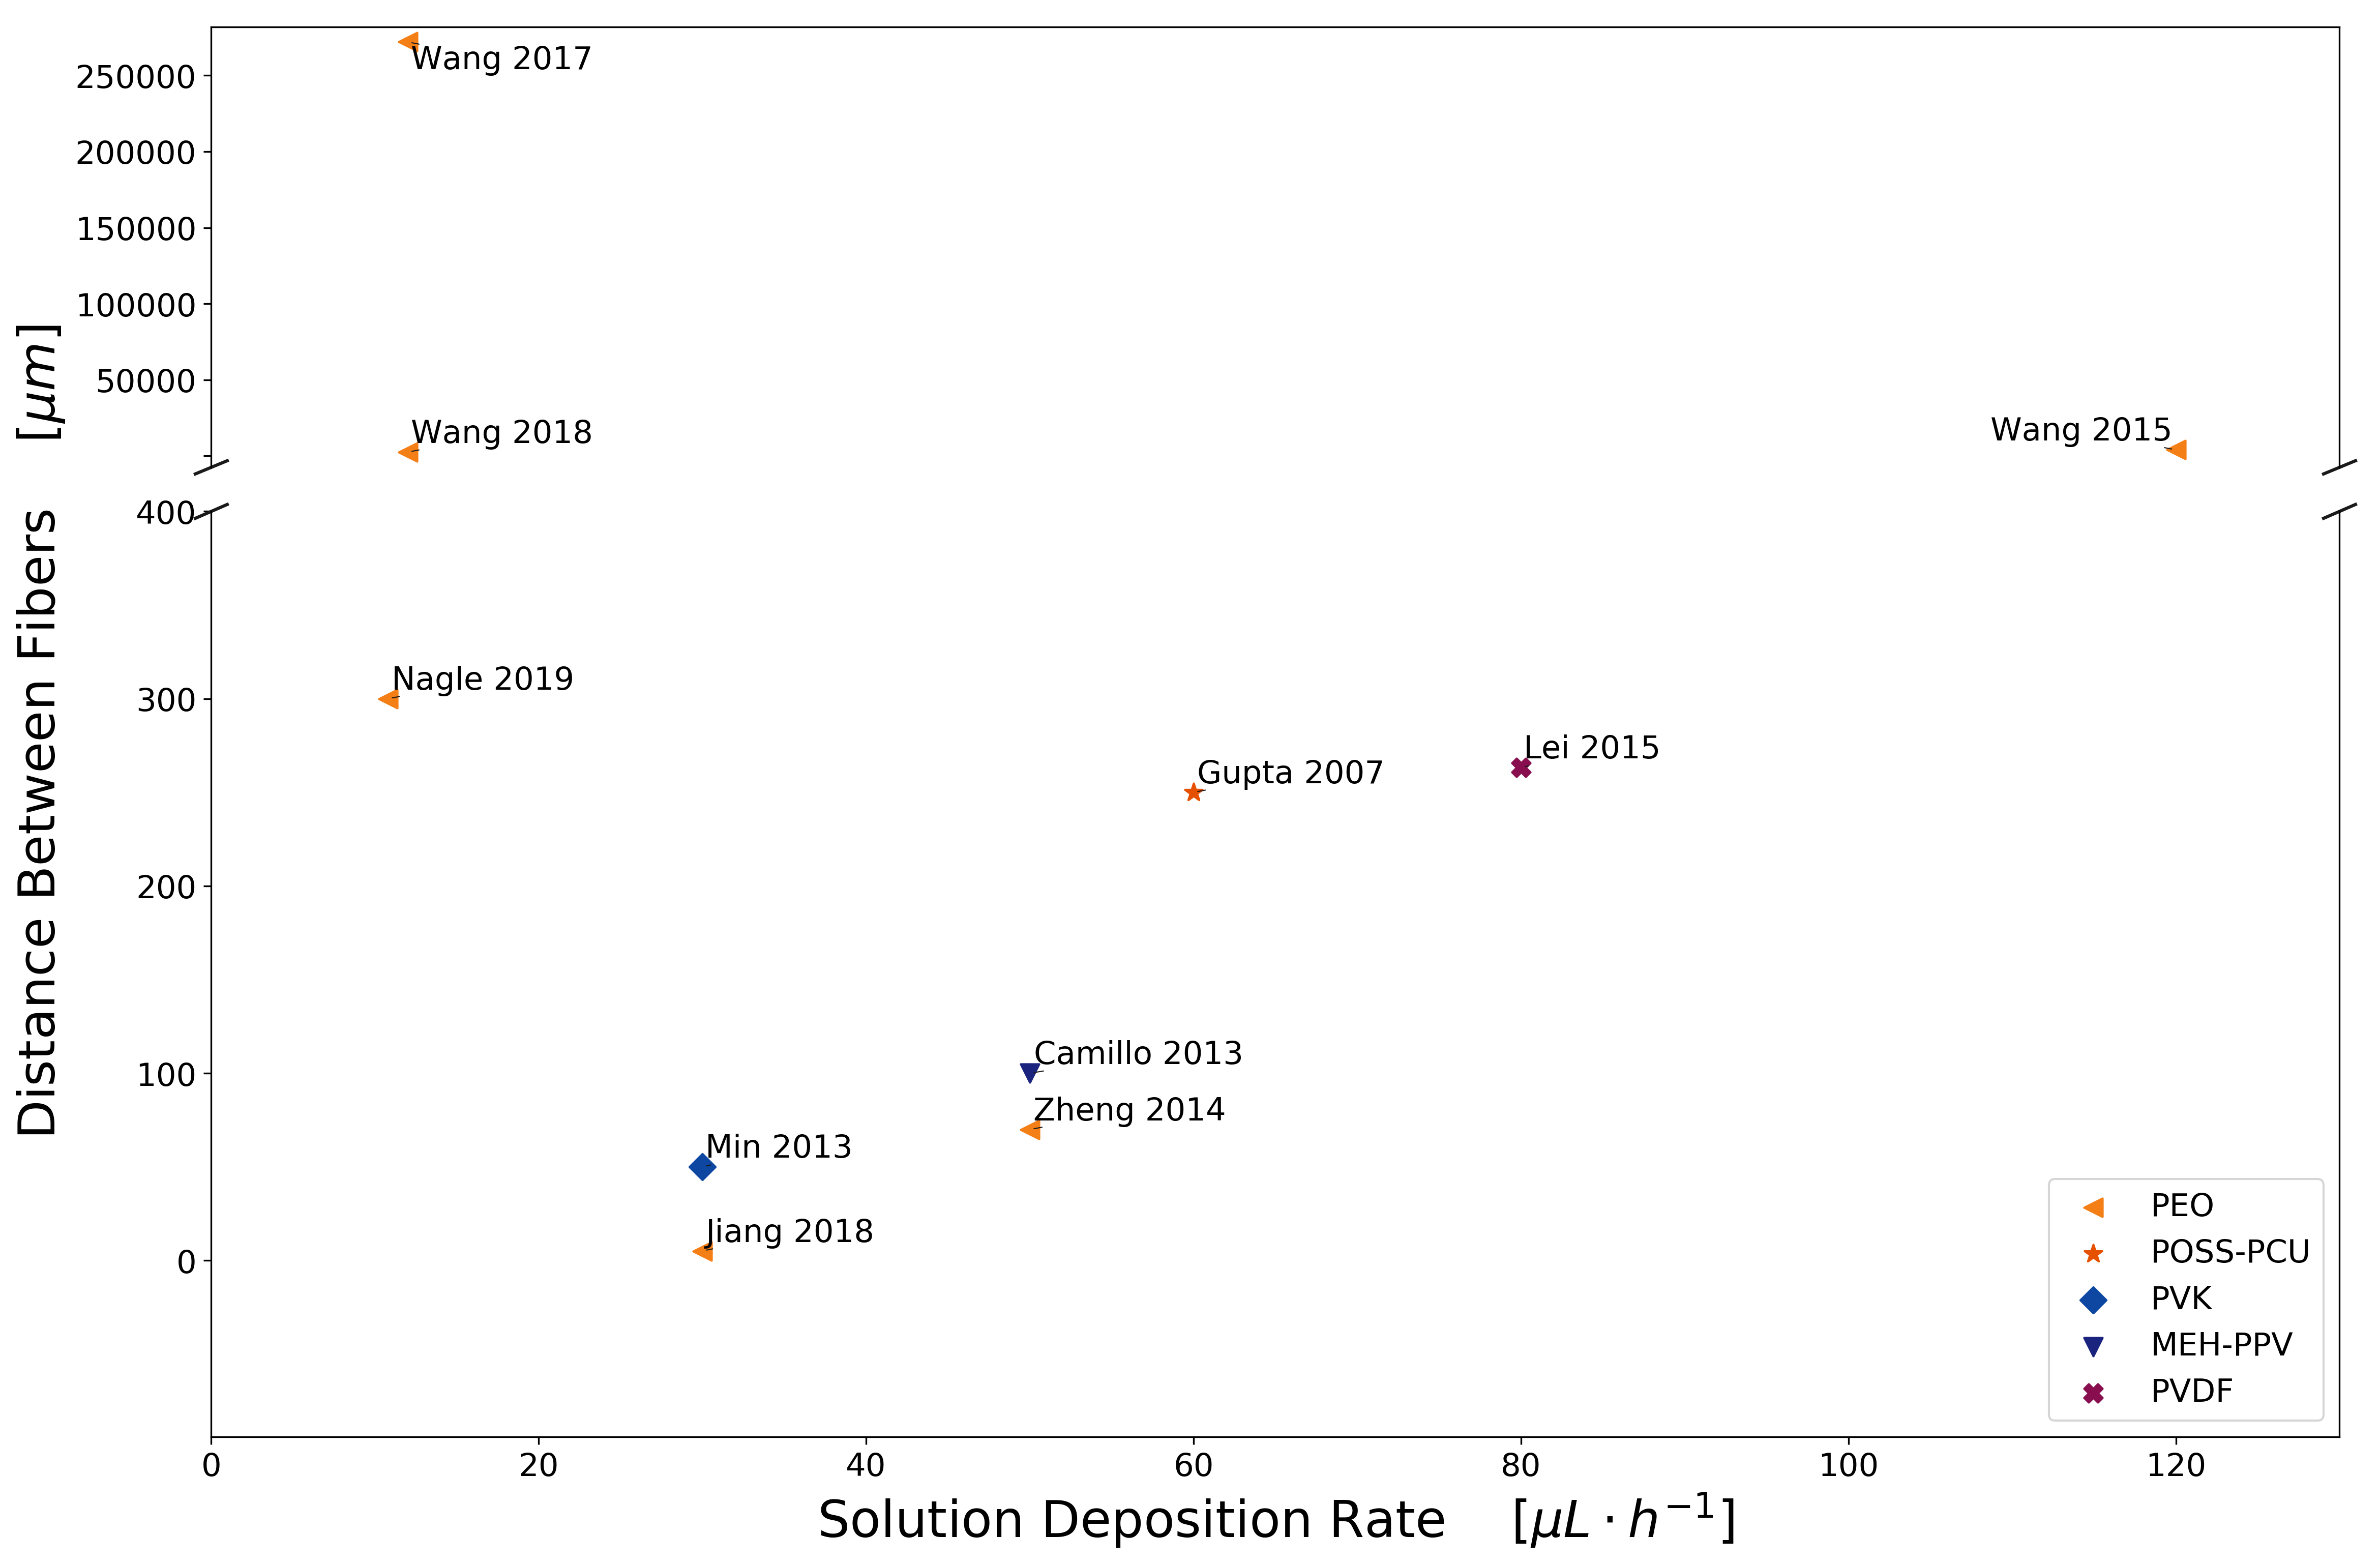 250000
200000
150000
100000
50000
400
300
200
100
0
Distance Between Fibers [μm]
Wang 2017
Wang 2018
Wang 2015
Nagle 2019
Lei 2015
Gupta 2007
Camillo 2013
Zheng 2014
Min 2013
Jiang 2018
PEO
POSS-PCU
PVK
MEH-PPV
PVDF
0 20 40 60 80 100 120
Solution Deposition Rate [μL · h⁻¹]